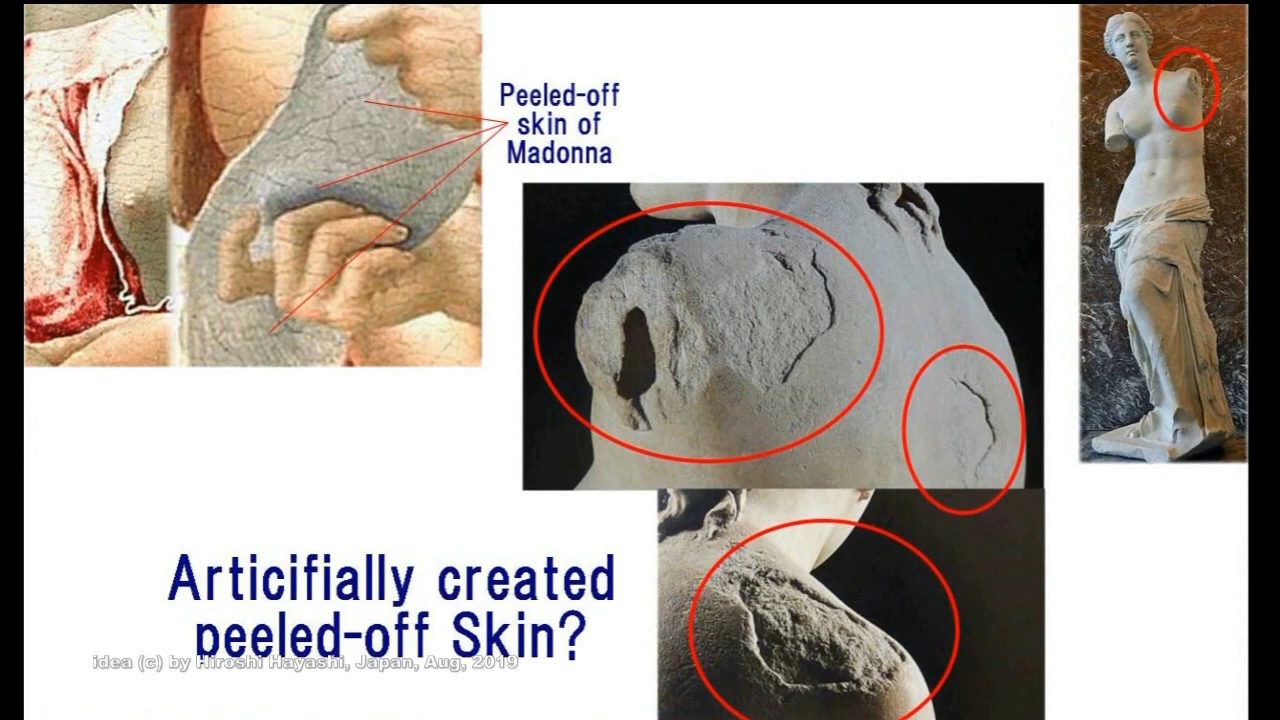 Peeled-off
skin of
Madonna
Articifially created
peeled-off Skin?
idea (c) by Hiroshi Hayashi, Japan, Aug, 2019